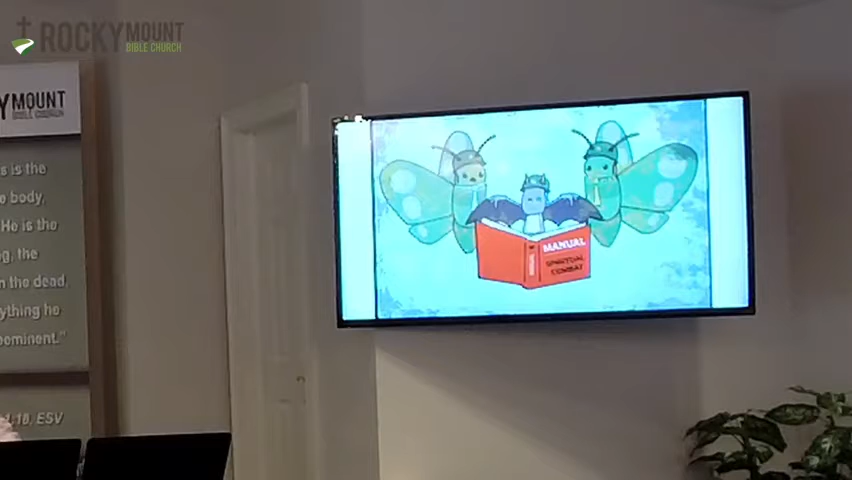 ROCKY MOUNT
BIBLE CHURCH
Y MOUNT
BIBLE CHURCH
s is the
e body,
He is the
g, the
n the dead,
ything he
eminent."
1:18, ESV
MANUAL
SPIRITUAL
COMBAT